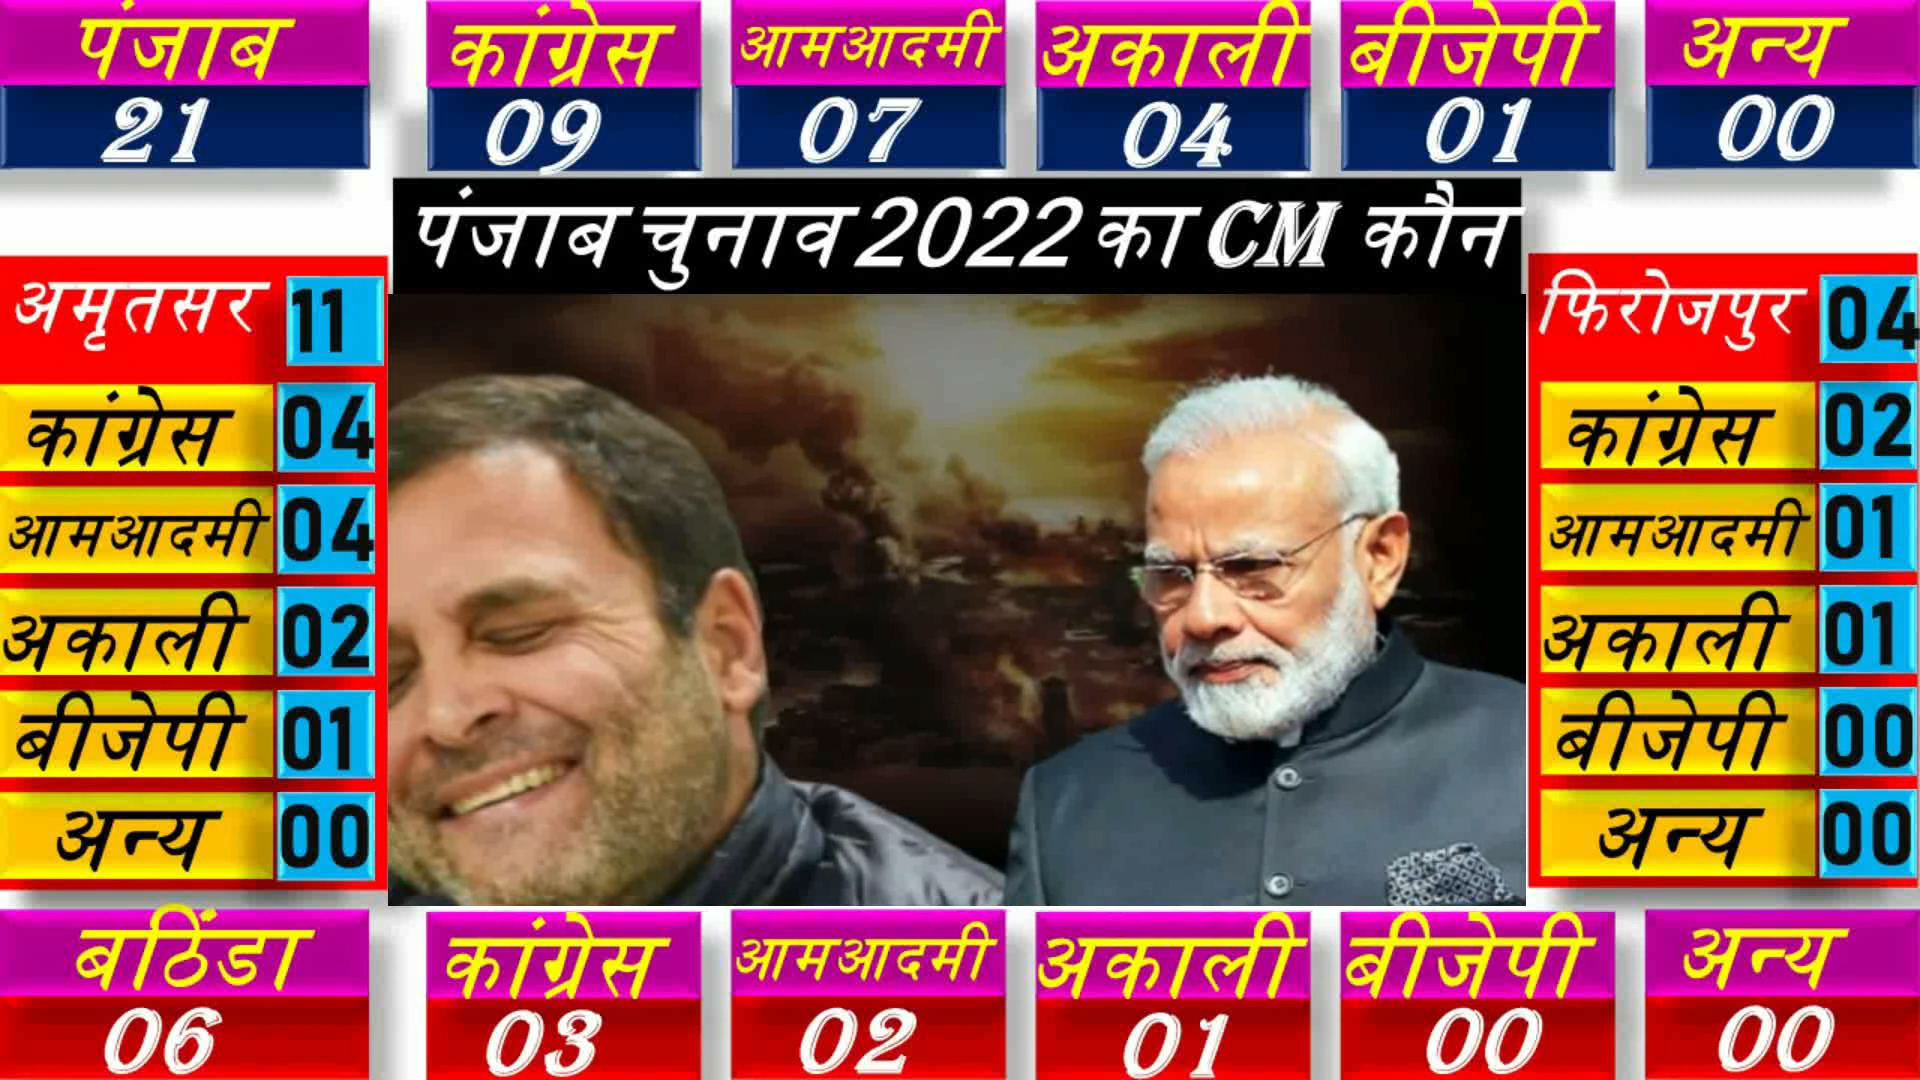 पंजाब कांग्रेस आमआदमी अकाली बीजेपी अन्य
21 09 07 04 01 00
पंजाब चुनाव 2022 का CM कौन
अमृतसर 11
कांग्रेस 04
आमआदमी 04
अकाली 02
बीजेपी 01
अन्य 00
फिरोजपुर 04
कांग्रेस 02
आमआदमी 01
अकाली 01
बीजेपी 00
अन्य 00
बठिंडा कांग्रेस आमआदमी अकाली बीजेपी अन्य
06 03 02 01 00 00